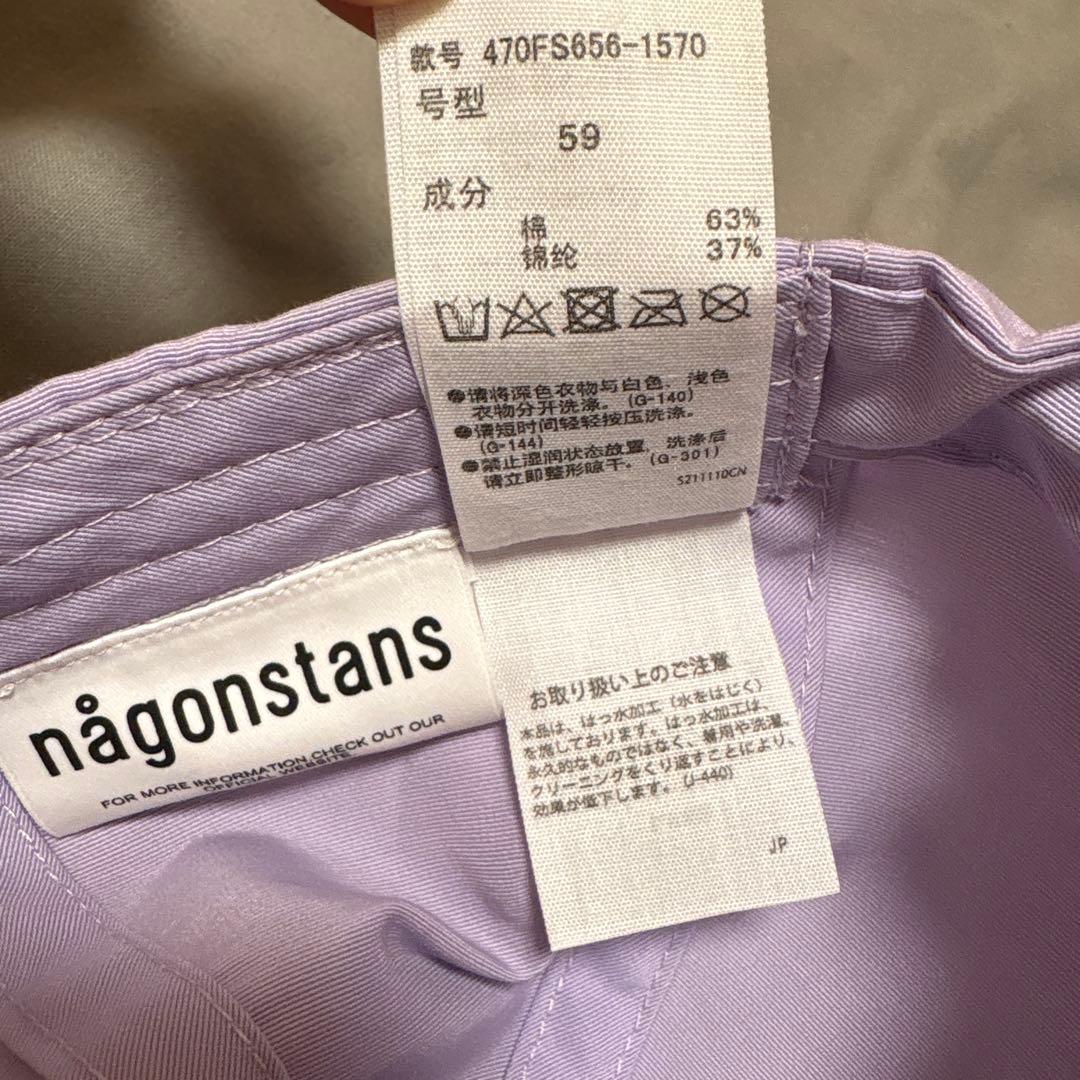 款号 470FS656-1570
号型
59
成分
棉 63%
锦纶 37%
●请将深色衣物与白色、浅色
衣物分开洗涤。(G-140)
●请短时间轻轻按压洗涤。
(G-144)
●禁止湿润状态放置，洗涤后
请立即整形晾干。(G-301)
S211110CN
någonstans
FOR MORE INFORMATION,CHECK OUT OUR
OFFICIAL WEBSITE.
お取り扱い上のご注意
本品は、はっ水加工（水をはじく）
を施しております。はっ水加工は、
永久的なものではなく、着用や洗濯、
クリーニングをくり返すことにより、
効果が低下します。(J-440)
JP